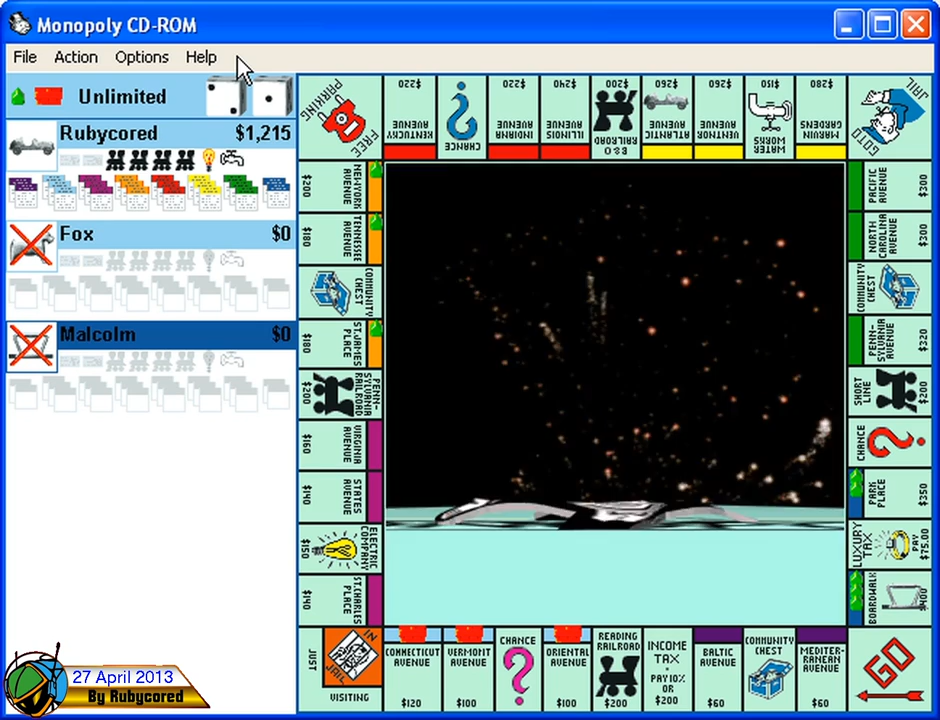 Monopoly CD-ROM
File Action Options Help
Unlimited
Rubycored $1,215
Fox $0
Malcolm $0
27 April 2013
By Rubycored
FREE
PARKING
$220
KENTUCKY
AVENUE
CHANCE
$220
INDIANA
AVENUE
$240
ILLINOIS
AVENUE
$200
B&O
RAILROAD
$260
ATLANTIC
AVENUE
$260
VENTNOR
AVENUE
$150
WATER
WORKS
$280
MARVIN
GARDENS
GO TO
JAIL
NEW YORK
AVENUE
$200
TENNESSEE
AVENUE
$180
COMMUNITY
CHEST
ST. JAMES
PLACE
$180
PENN-
SYLVANIA
RAILROAD
$200
VIRGINIA
AVENUE
$160
STATES
AVENUE
$140
ELECTRIC
COMPANY
$150
ST. CHARLES
PLACE
$140
PACIFIC
AVENUE
$300
NORTH
CAROLINA
AVENUE
$300
COMMUNITY
CHEST
PENN-
SYLVANIA
AVENUE
$320
SHORT
LINE
$200
CHANCE
PARK
PLACE
$350
LUXURY
TAX
PAY
$75.00
BOARDWALK
$400
JUST
VISITING
IN
JAIL
CONNECTICUT
AVENUE
$120
VERMONT
AVENUE
$100
CHANCE
ORIENTAL
AVENUE
$100
READING
RAILROAD
$200
INCOME
TAX
PAY 10%
OR
$200
BALTIC
AVENUE
$60
COMMUNITY
CHEST
MEDITER-
RANEAN
AVENUE
$60
GO